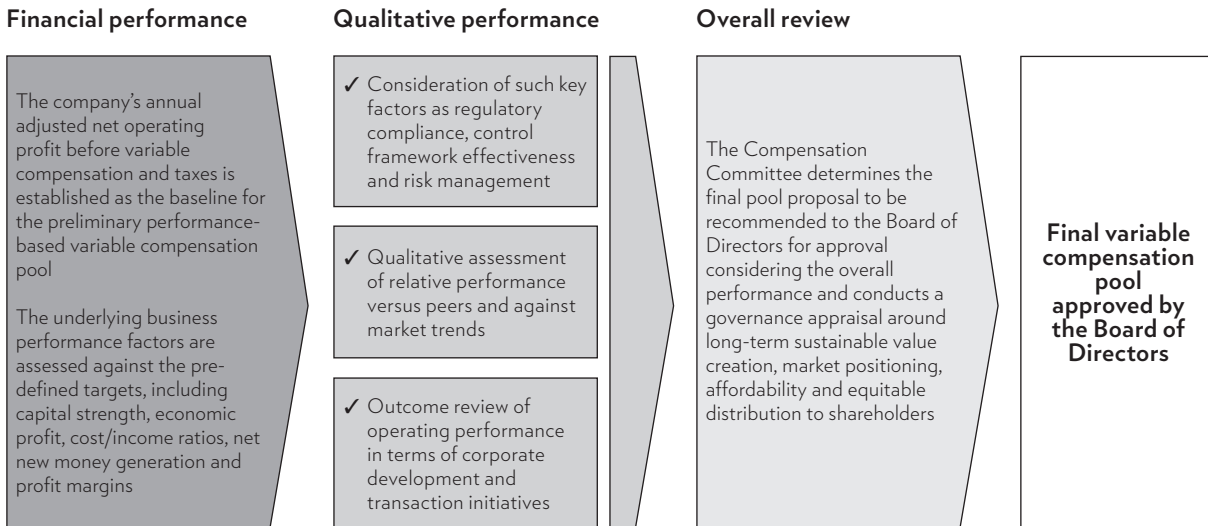 Financial performance
The company's annual
adjusted net operating
profit before variable
compensation and taxes is
established as the baseline for
the preliminary performance-
based variable compensation
pool
The underlying business
performance factors are
assessed against the pre-
defined targets, including
capital strength, economic
profit, cost/income ratios, net
new money generation and
profit margins
Qualitative performance
✓ Consideration of such key
factors as regulatory
compliance, control
framework effectiveness
and risk management
✓ Qualitative assessment
of relative performance
versus peers and against
market trends
✓ Outcome review of
operating performance
in terms of corporate
development and
transaction initiatives
Overall review
The Compensation
Committee determines the
final pool proposal to be
recommended to the Board of
Directors for approval
considering the overall
performance and conducts a
governance appraisal around
long-term sustainable value
creation, market positioning,
affordability and equitable
distribution to shareholders
Final variable
compensation
pool
approved by
the Board of
Directors